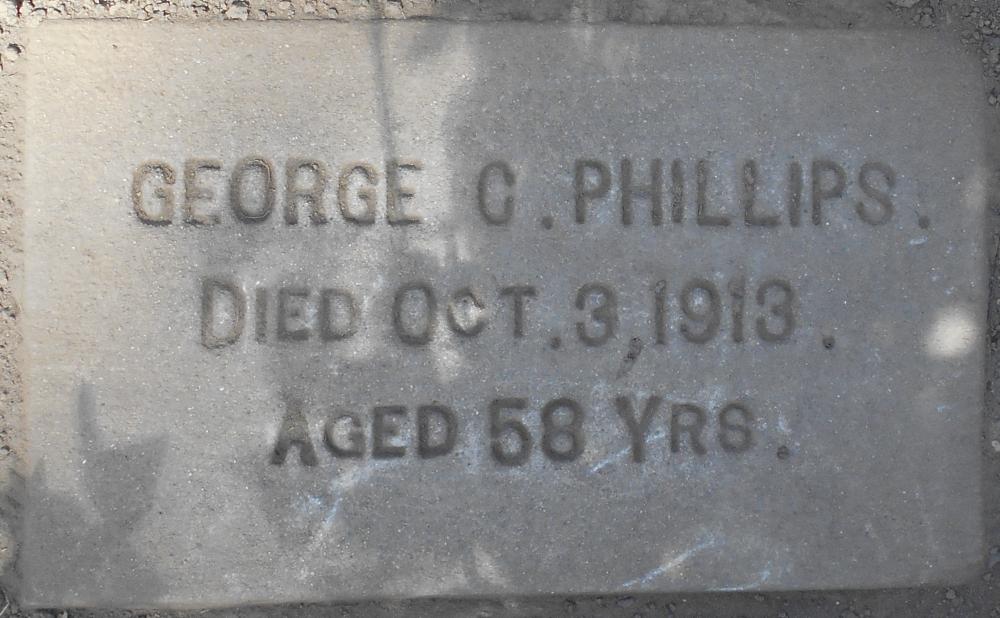 GEORGE C. PHILLIPS.
DIED OCT. 3, 1913.
AGED 58 YRS.